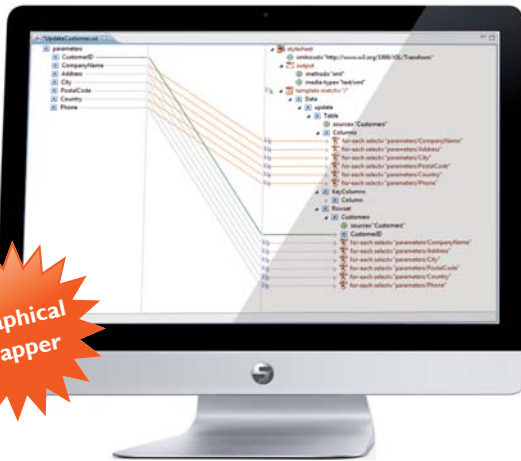 *UpdateCustomer.xsl
parameters
CustomerID
CompanyName
Address
City
PostalCode
Country
Phone
stylesheet
xmlns:xsl="http://www.w3.org/1999/XSL/Transform"
output
method="xml"
media-type="text/xml"
template match="/"
Data
update
Table
source="Customers"
Columns
for-each select="parameters/CompanyName"
for-each select="parameters/Address"
for-each select="parameters/City"
for-each select="parameters/PostalCode"
for-each select="parameters/Country"
for-each select="parameters/Phone"
KeyColumns
Column
Rowset
Customers
source="Customers"
CustomerID
for-each select="parameters/CompanyName"
for-each select="parameters/Address"
for-each select="parameters/City"
for-each select="parameters/PostalCode"
for-each select="parameters/Country"
for-each select="parameters/Phone"
aphical
apper
S